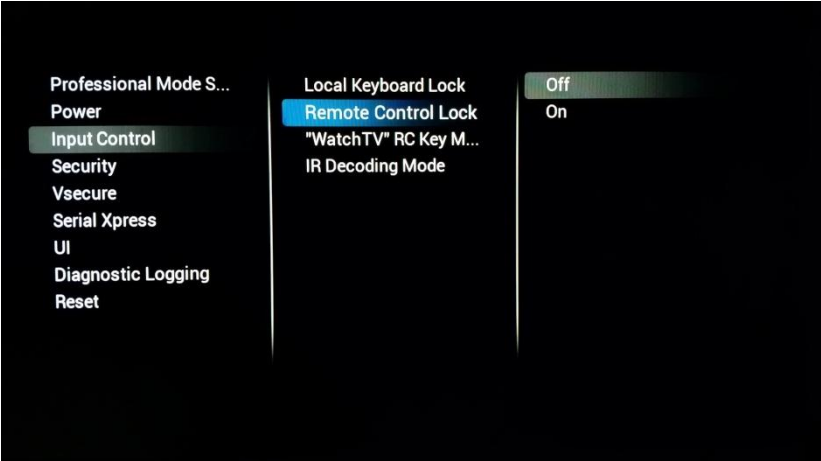 Professional Mode S...
Power
Input Control
Security
Vsecure
Serial Xpress
UI
Diagnostic Logging
Reset
Local Keyboard Lock
Remote Control Lock
"WatchTV" RC Key M...
IR Decoding Mode
Off
On